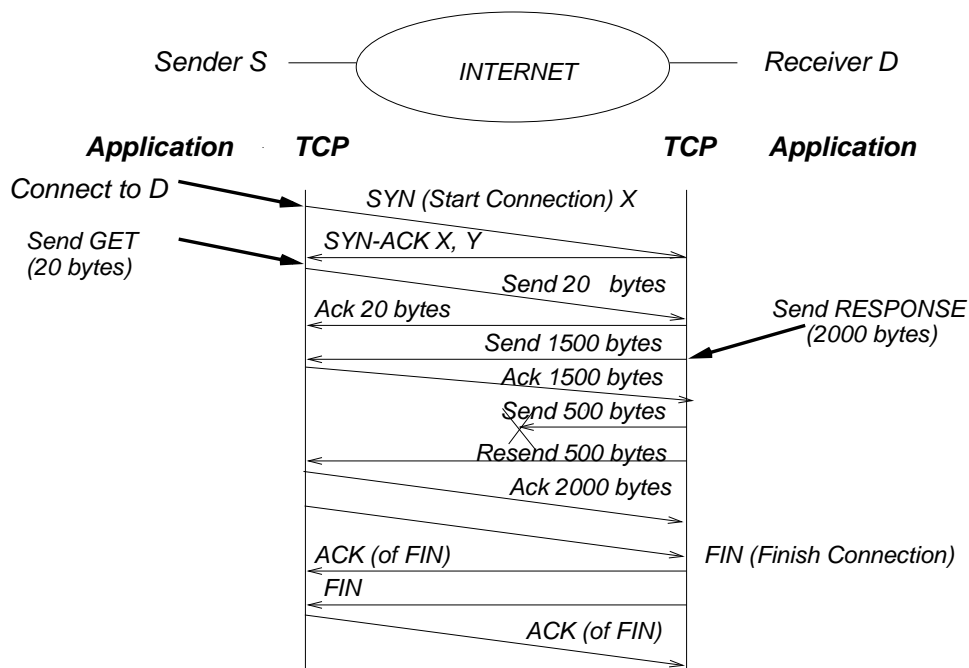 Sender S
INTERNET
Receiver D
Application
TCP
TCP
Application
Connect to D
SYN (Start Connection) X
Send GET
(20 bytes)
SYN-ACK X, Y
Send 20 bytes
Ack 20 bytes
Send RESPONSE
(2000 bytes)
Send 1500 bytes
Ack 1500 bytes
Send 500 bytes
Resend 500 bytes
Ack 2000 bytes
ACK (of FIN)
FIN (Finish Connection)
FIN
ACK (of FIN)